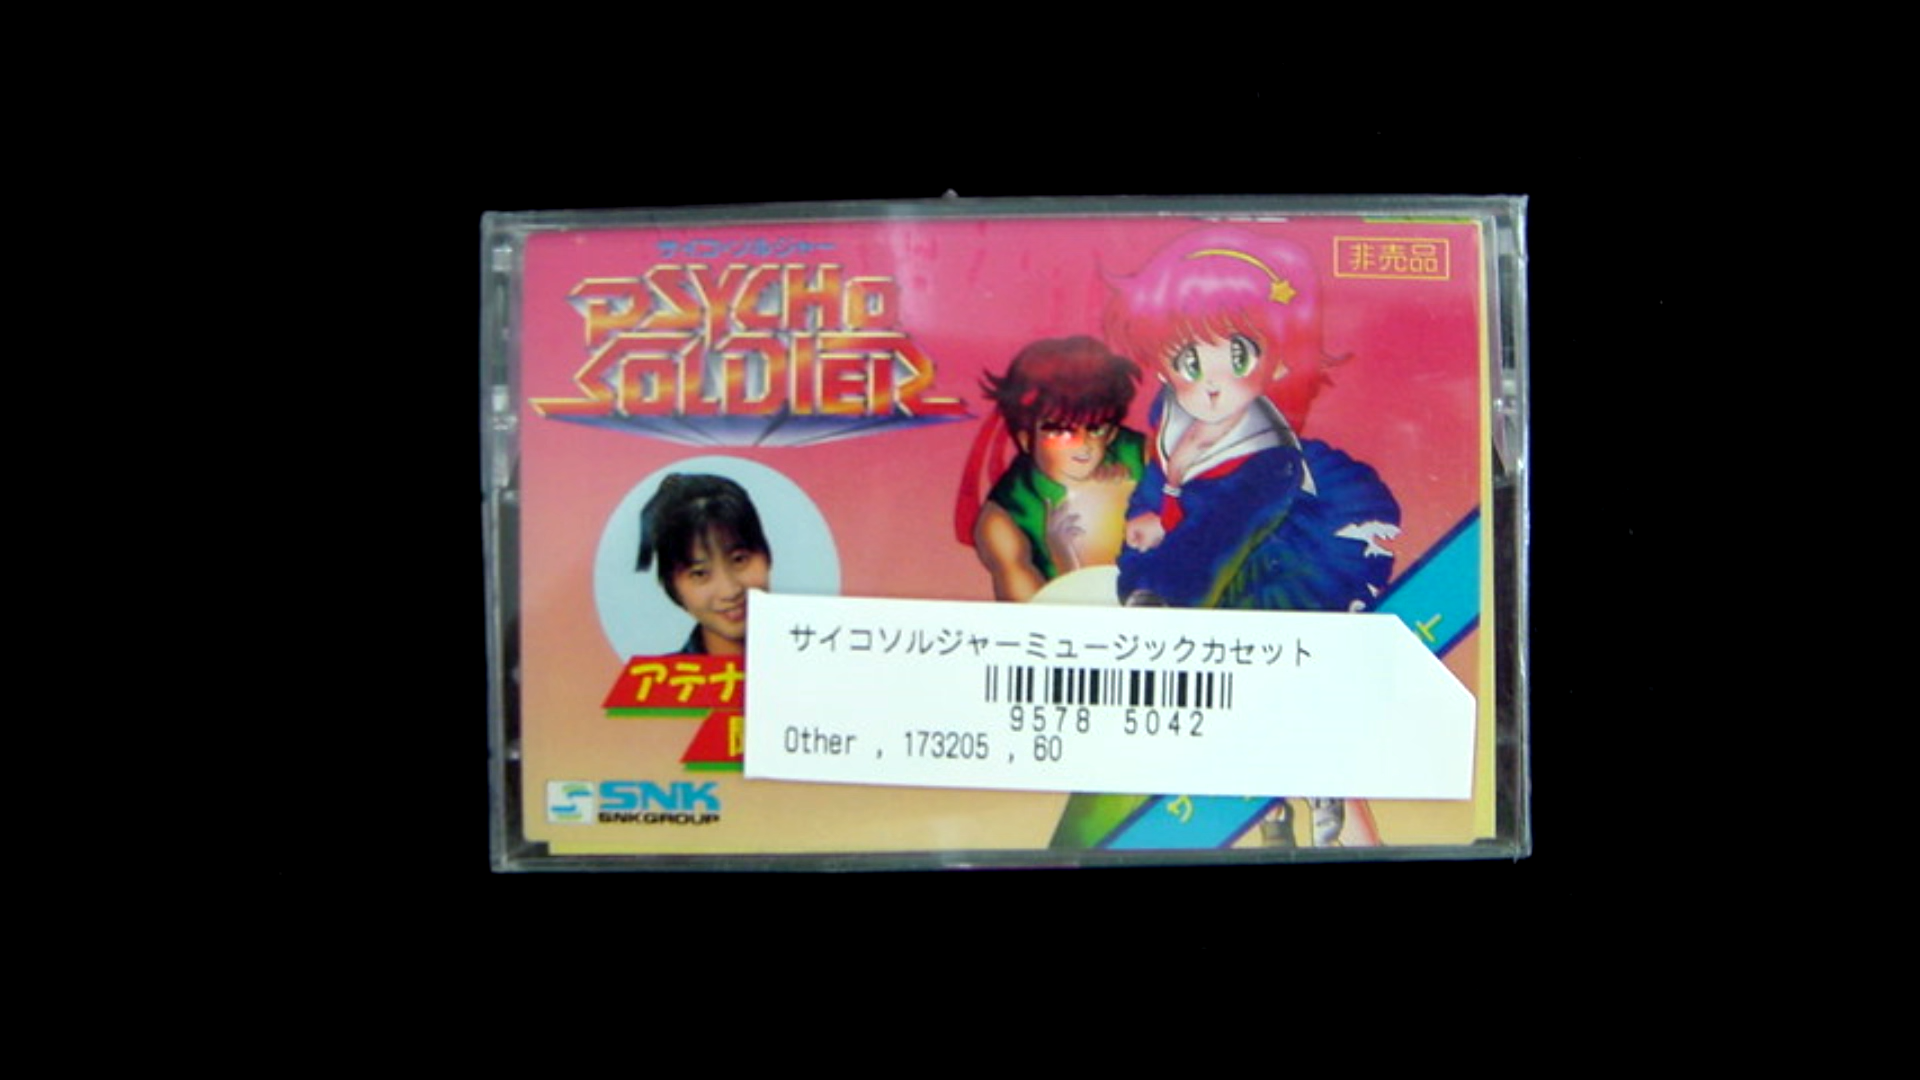 サイコ・ソルジャー
PSYCHO
SOLDIER
非売品
アテナ
サイコソルジャーミュージックカセット
9578 5042
Other , 173205 , 60
SNK
SNK GROUP